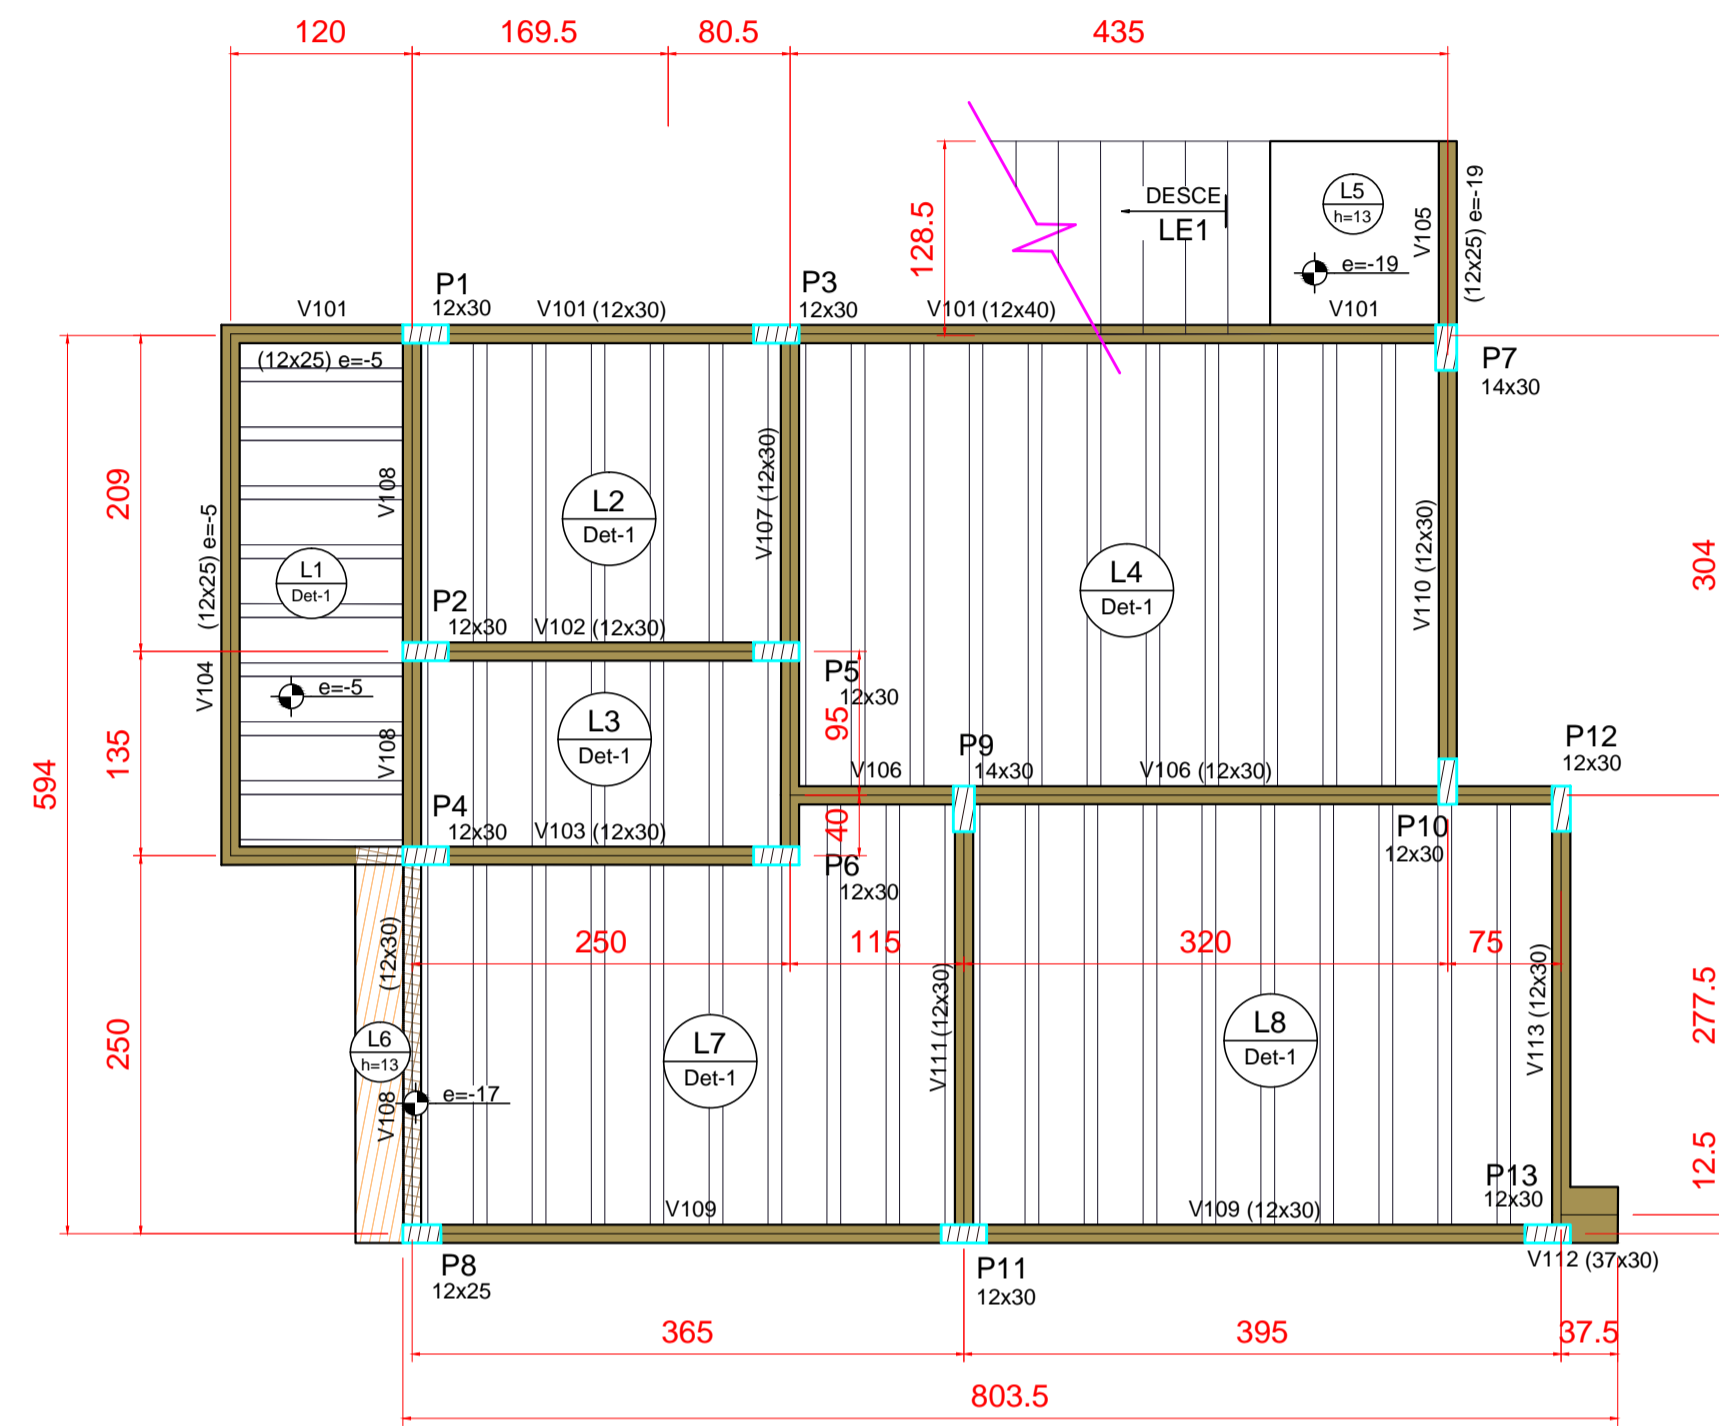 120
169.5
80.5
435
128.5
DESCE
LE1
L5
h=13
e=-19
V105
(12x25) e=-19
V101
P1
12x30
V101 (12x30)
P3
12x30
V101 (12x40)
V101
(12x25) e=-5
P7
14x30
209
(12x25) e=-5
V108
L2
Det-1
V107 (12x30)
L4
Det-1
V110 (12x30)
304
L1
Det-1
P2
12x30
V102 (12x30)
V104
e=-5
V108
135
L3
Det-1
P5
12x30
95
P9
14x30
V106
V106 (12x30)
P12
12x30
594
P4
12x30
V103 (12x30)
40
P6
12x30
P10
12x30
(12x30)
250
115
320
75
250
L6
h=13
V108
e=-17
L7
Det-1
V111 (12x30)
L8
Det-1
V113 (12x30)
277.5
12.5
V109
V109 (12x30)
P13
12x30
V112 (37x30)
P8
12x25
P11
12x30
365
395
37.5
803.5